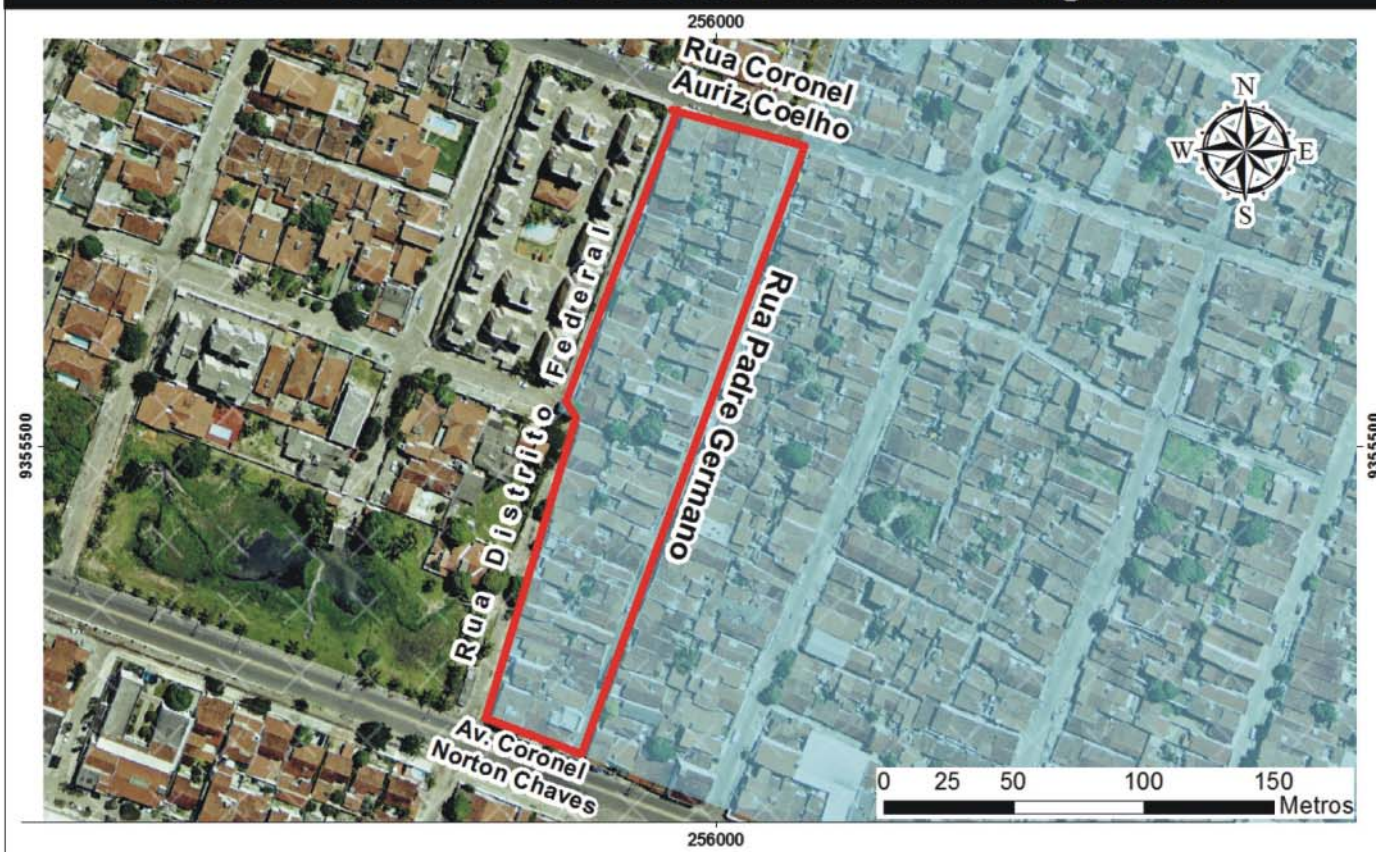 256000
Rua Coronel
Auriz Coelho
N
W
E
S
Rua Distrito Federal
Rua Padre Germano
9355500
9355500
Av. Coronel
Norton Chaves
0 25 50 100 150
Metros
256000